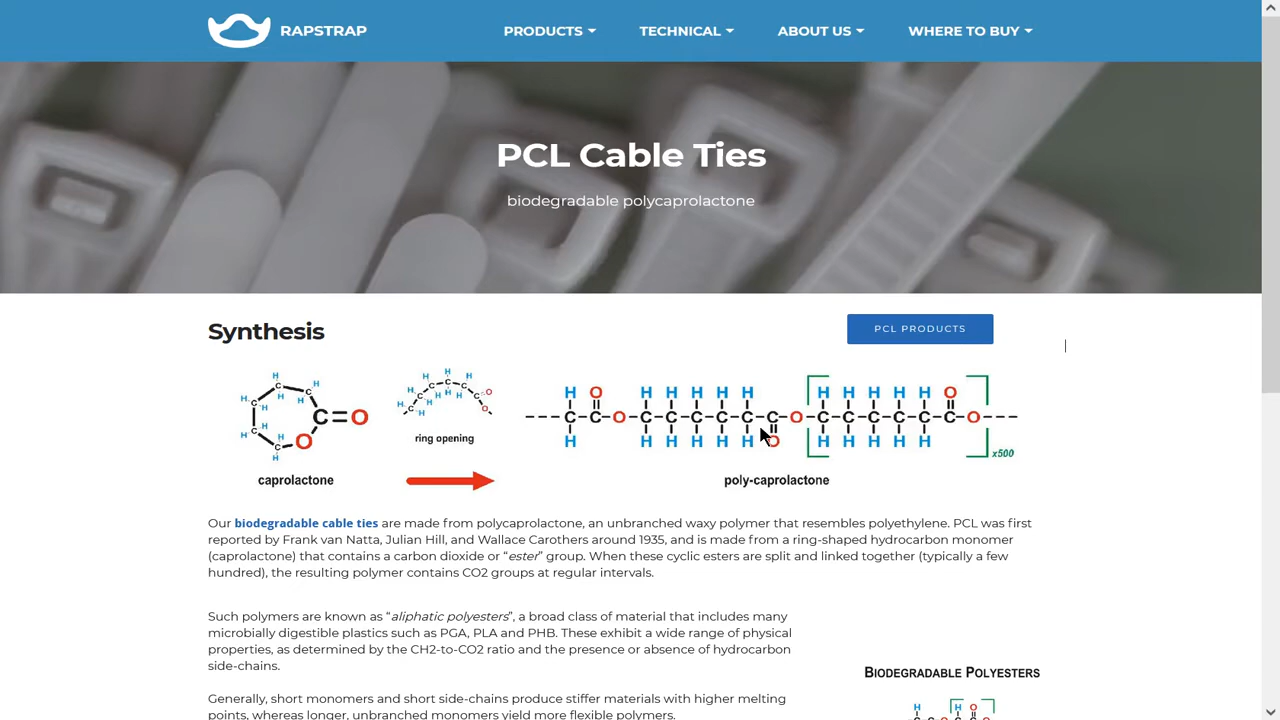 RAPSTRAP
PRODUCTS
TECHNICAL
ABOUT US
WHERE TO BUY
PCL Cable Ties
biodegradable polycaprolactone
Synthesis
PCL PRODUCTS
ring opening
caprolactone
poly-caprolactone
x500
Our biodegradable cable ties are made from polycaprolactone, an unbranched waxy polymer that resembles polyethylene. PCL was first
reported by Frank van Natta, Julian Hill, and Wallace Carothers around 1935, and is made from a ring-shaped hydrocarbon monomer
(caprolactone) that contains a carbon dioxide or “ester” group. When these cyclic esters are split and linked together (typically a few
hundred), the resulting polymer contains CO2 groups at regular intervals.
Such polymers are known as “aliphatic polyesters”, a broad class of material that includes many
microbially digestible plastics such as PGA, PLA and PHB. These exhibit a wide range of physical
properties, as determined by the CH2-to-CO2 ratio and the presence or absence of hydrocarbon
side-chains.
BIODEGRADABLE POLYESTERS
Generally, short monomers and short side-chains produce stiffer materials with higher melting
points, whereas longer, unbranched monomers yield more flexible polymers.